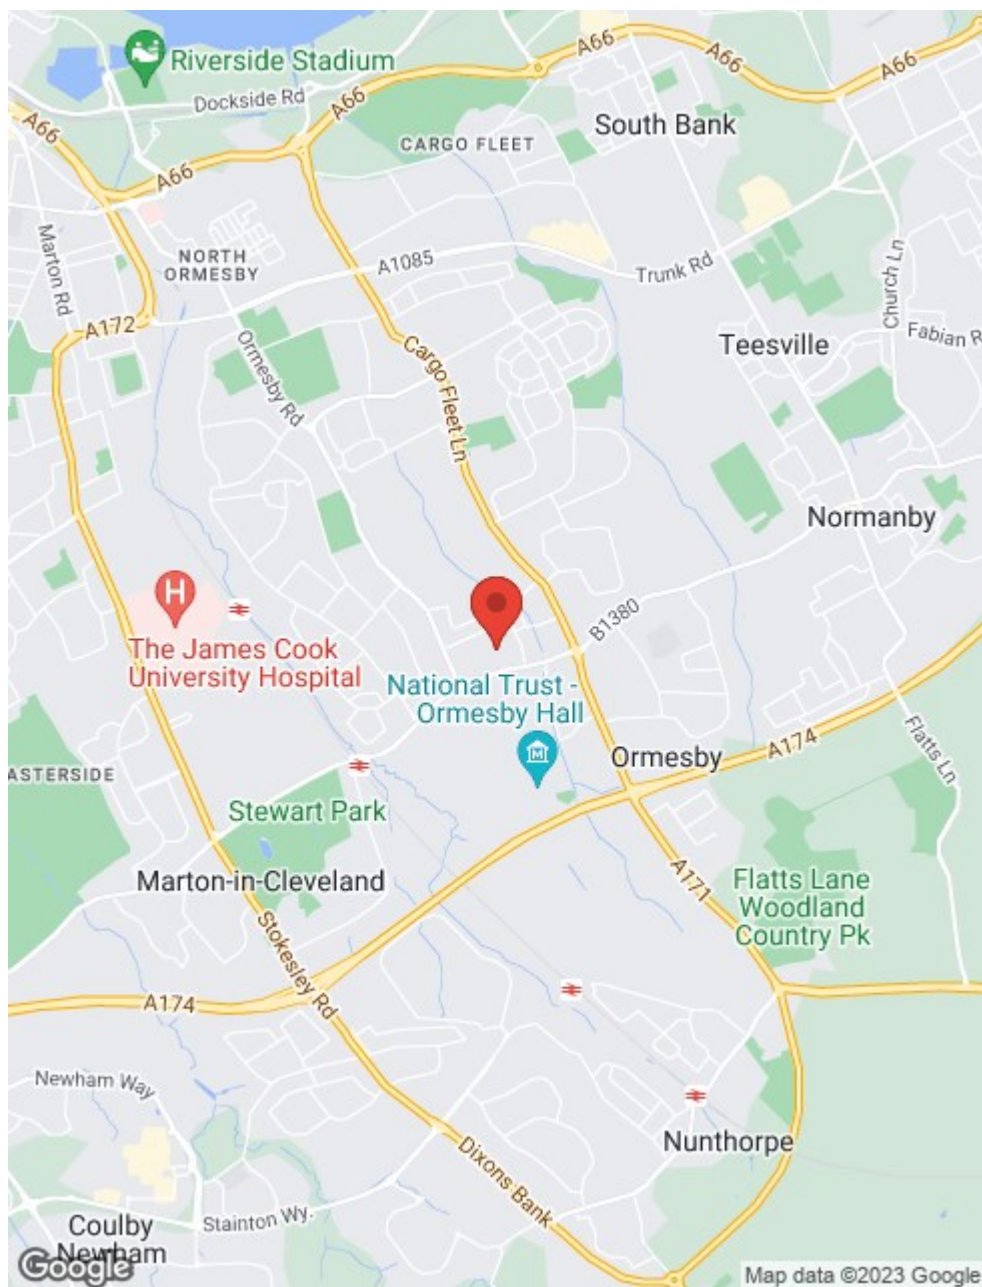 Riverside Stadium
Dockside Rd
A66
A66
A66
A66
A66
A66
South Bank
CARGO FLEET
Marton Rd
NORTH
ORMESBY
A1085
Trunk Rd
Church Ln
Fabian R
A172
Ormesby Rd
Cargo Fleet Ln
Teesville
Normanby
H
The James Cook
University Hospital
B1380
National Trust -
Ormesby Hall
M
Ormesby
A174
Flatts Ln
ASTERSIDE
Stewart Park
Marton-in-Cleveland
A171
Flatts Lane
Woodland
Country Pk
Stokesley Rd
A174
Newham Way
Nunthorpe
Dixons Bank
Stainton Wy.
Coulby
Newham
Google
Map data ©2023 Google